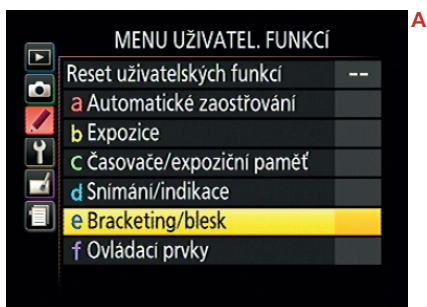 A
MENU UŽIVATEL. FUNKCÍ
Reset uživatelských funkcí --
a Automatické zaostřování
b Expozice
c Časovače/expoziční paměť
d Snímání/indikace
e Bracketing/blesk
f Ovládací prvky